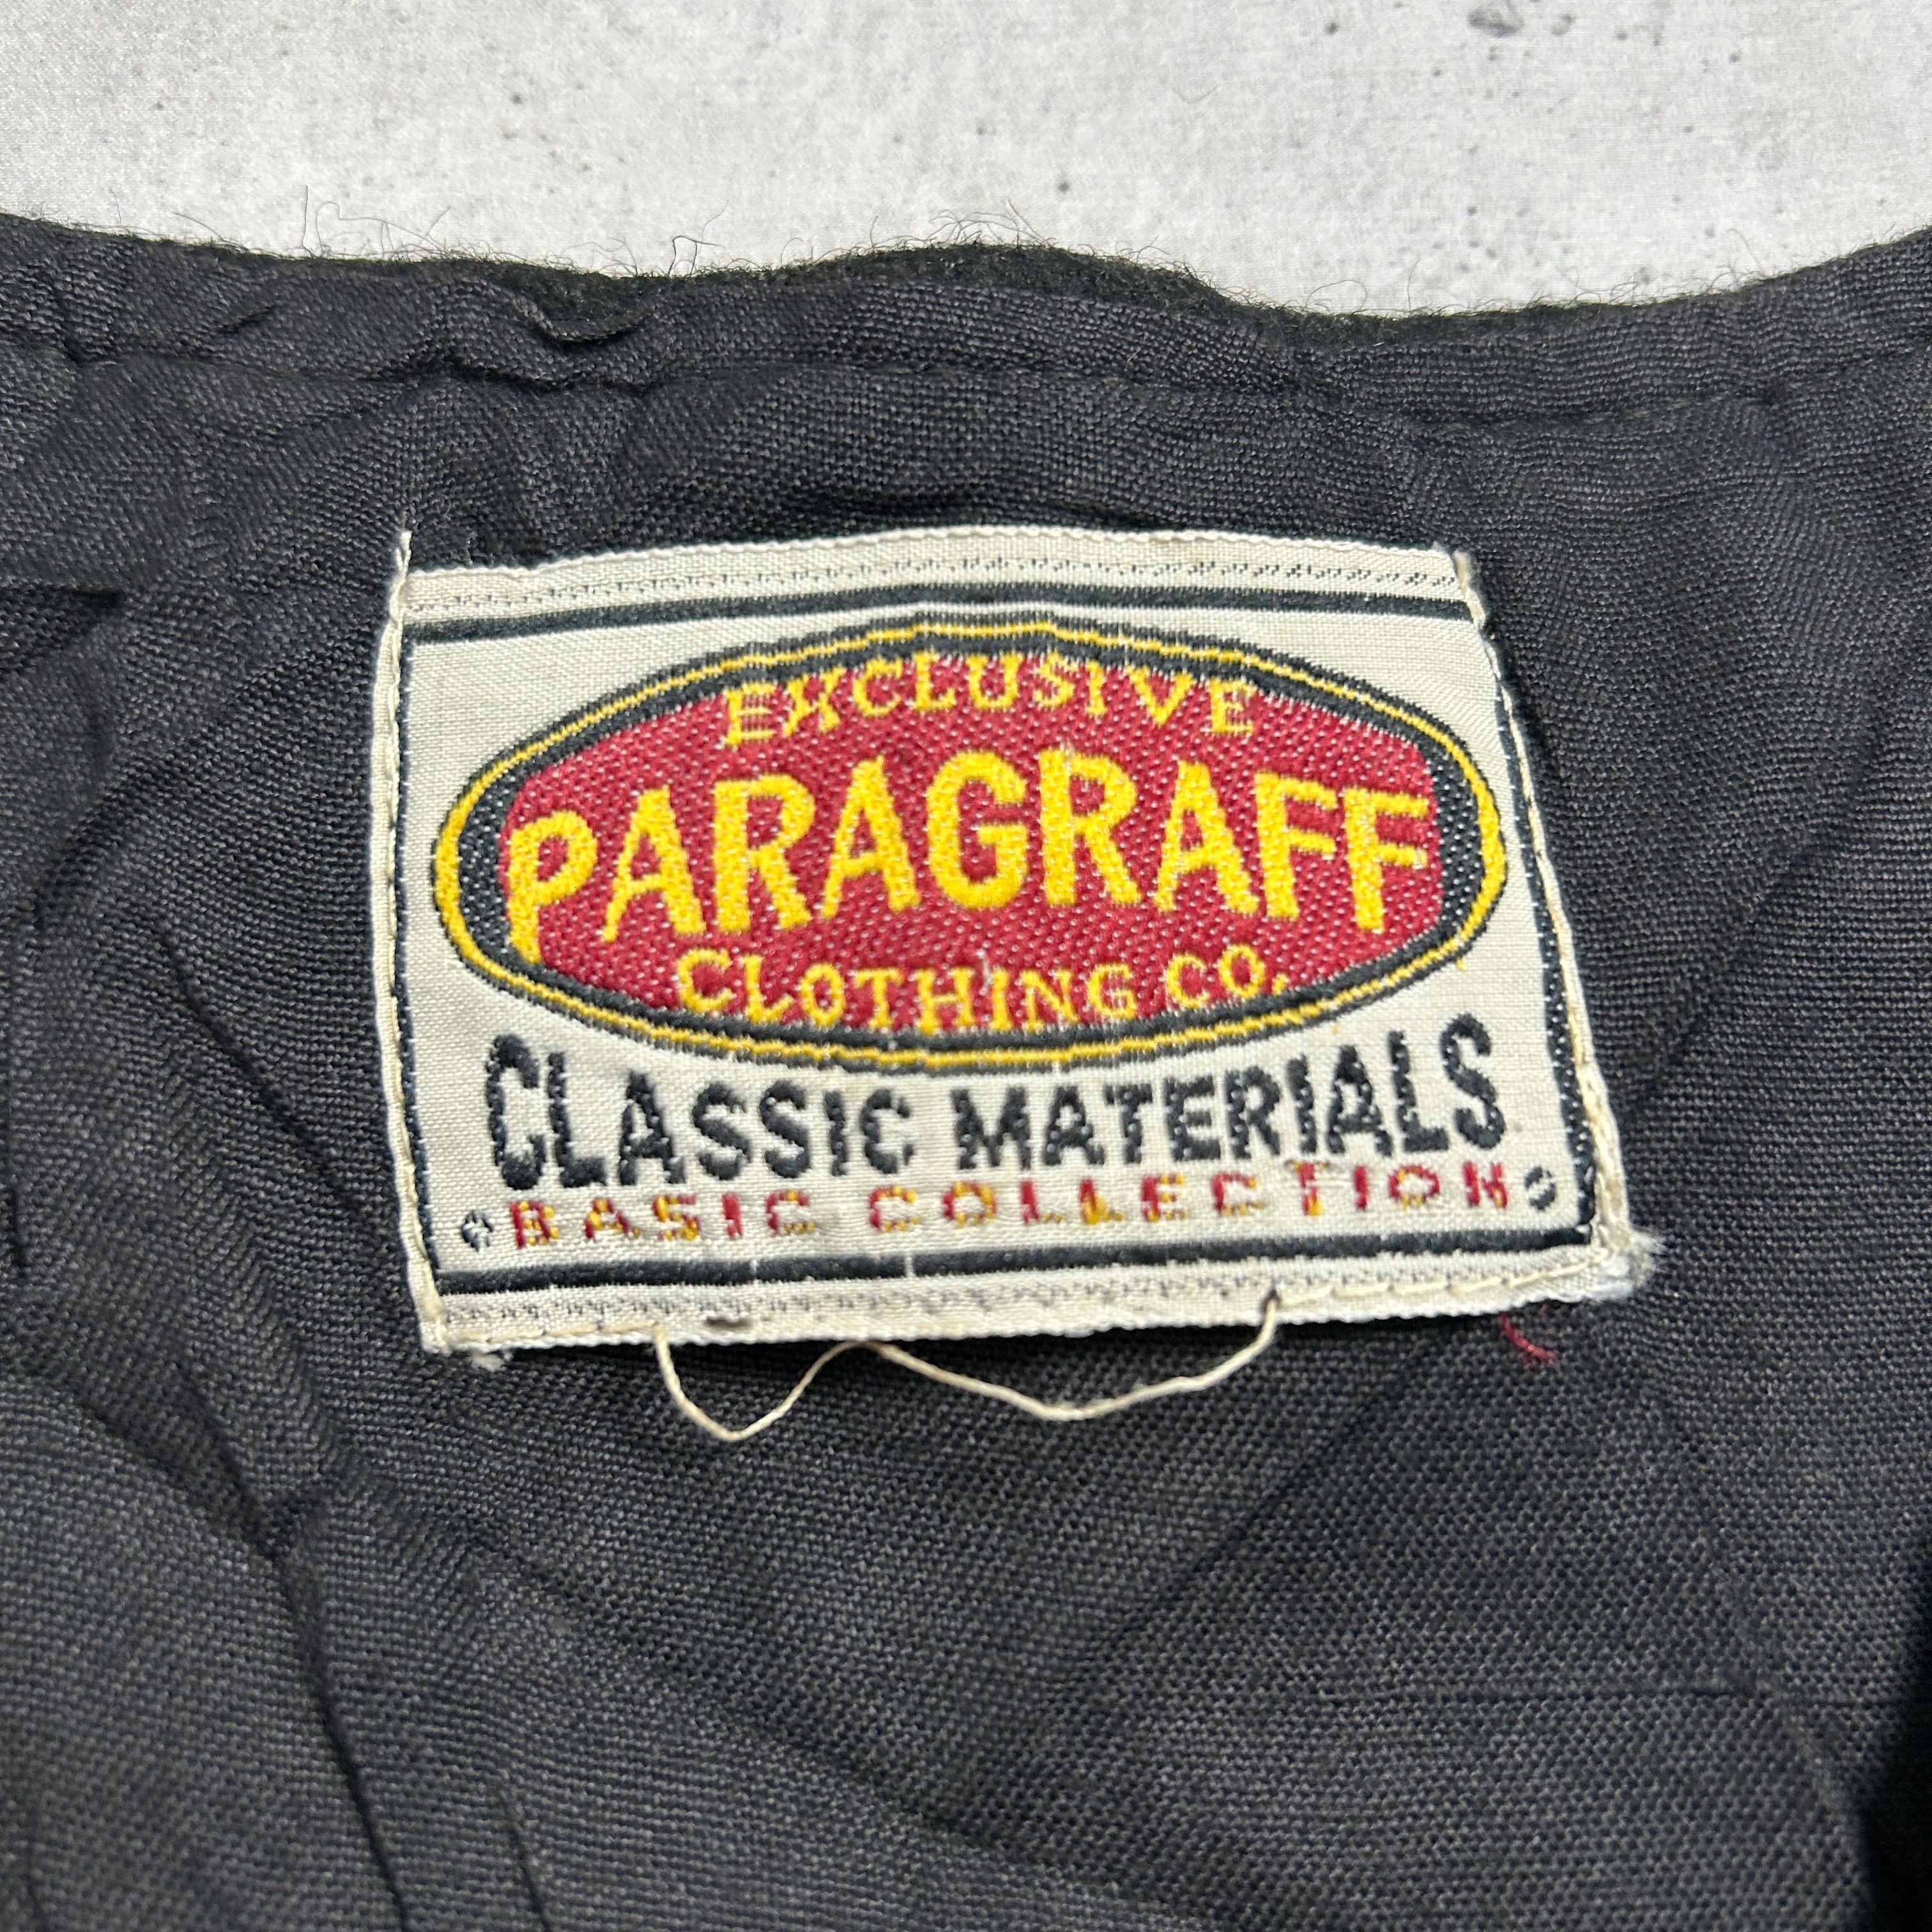 EXCLUSIVE
PARAGRAFF
CLOTHING CO.
CLASSIC MATERIALS
BASIC COLLECTION